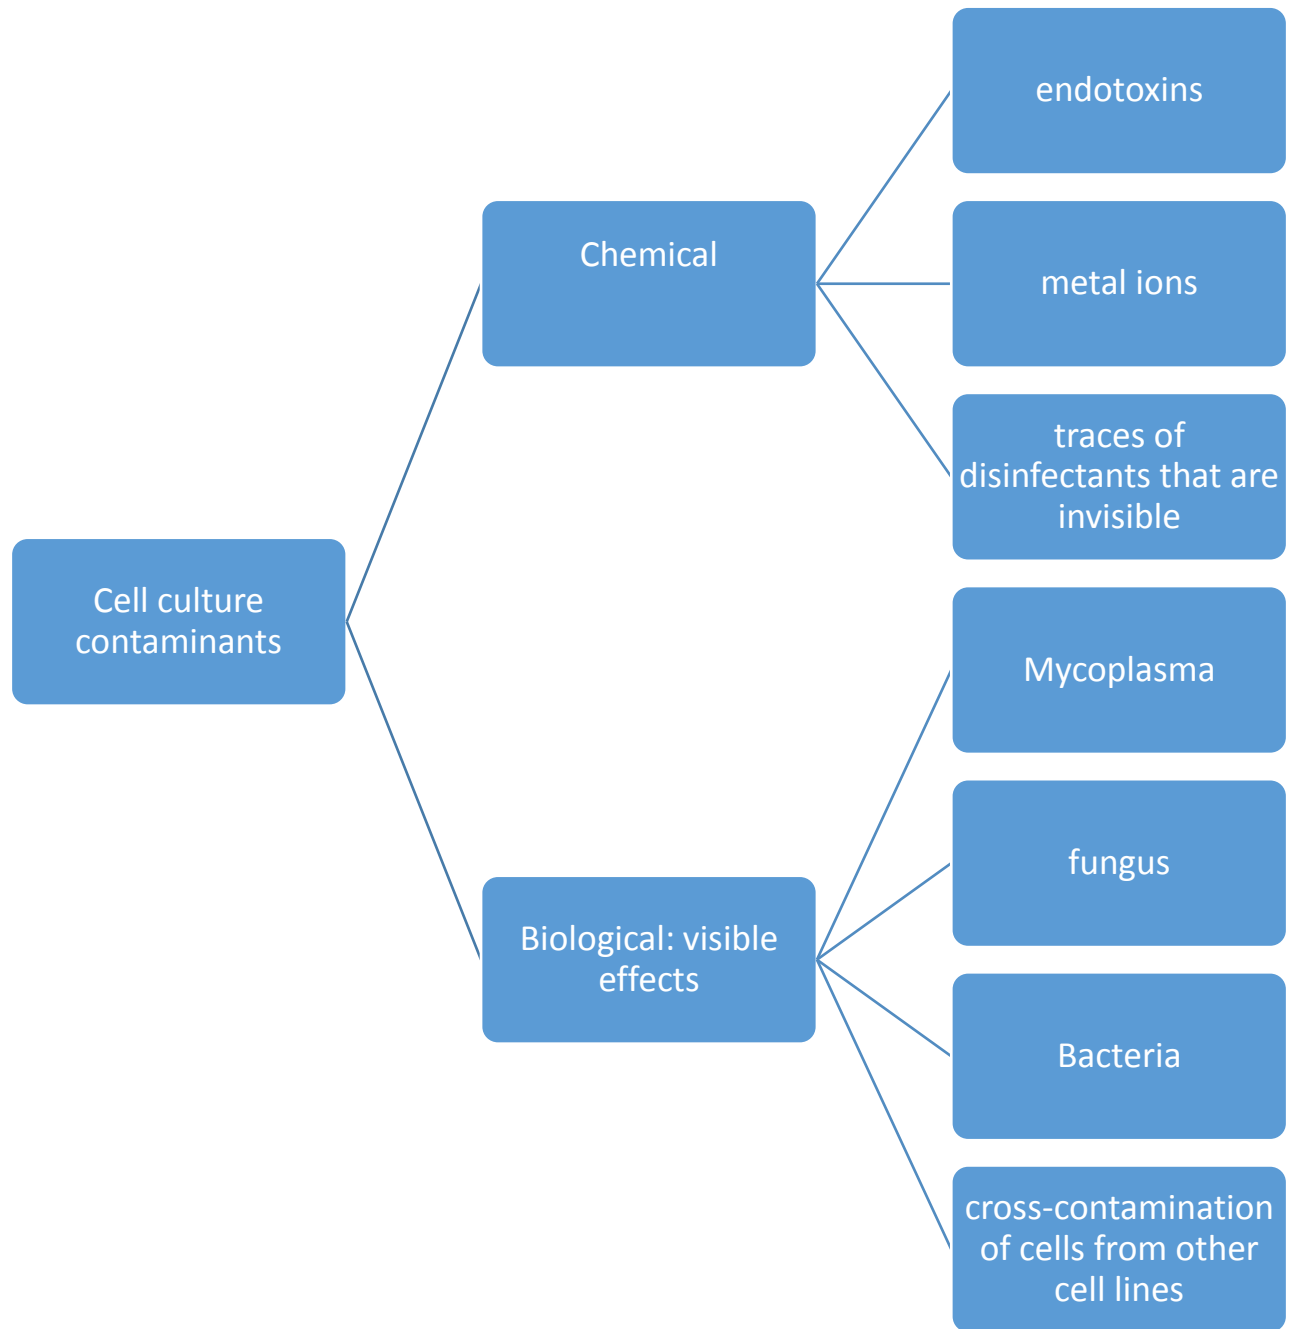 Cell culture
contaminants
Chemical
endotoxins
metal ions
traces of
disinfectants that are
invisible
Biological: visible
effects
Mycoplasma
fungus
Bacteria
cross-contamination
of cells from other
cell lines